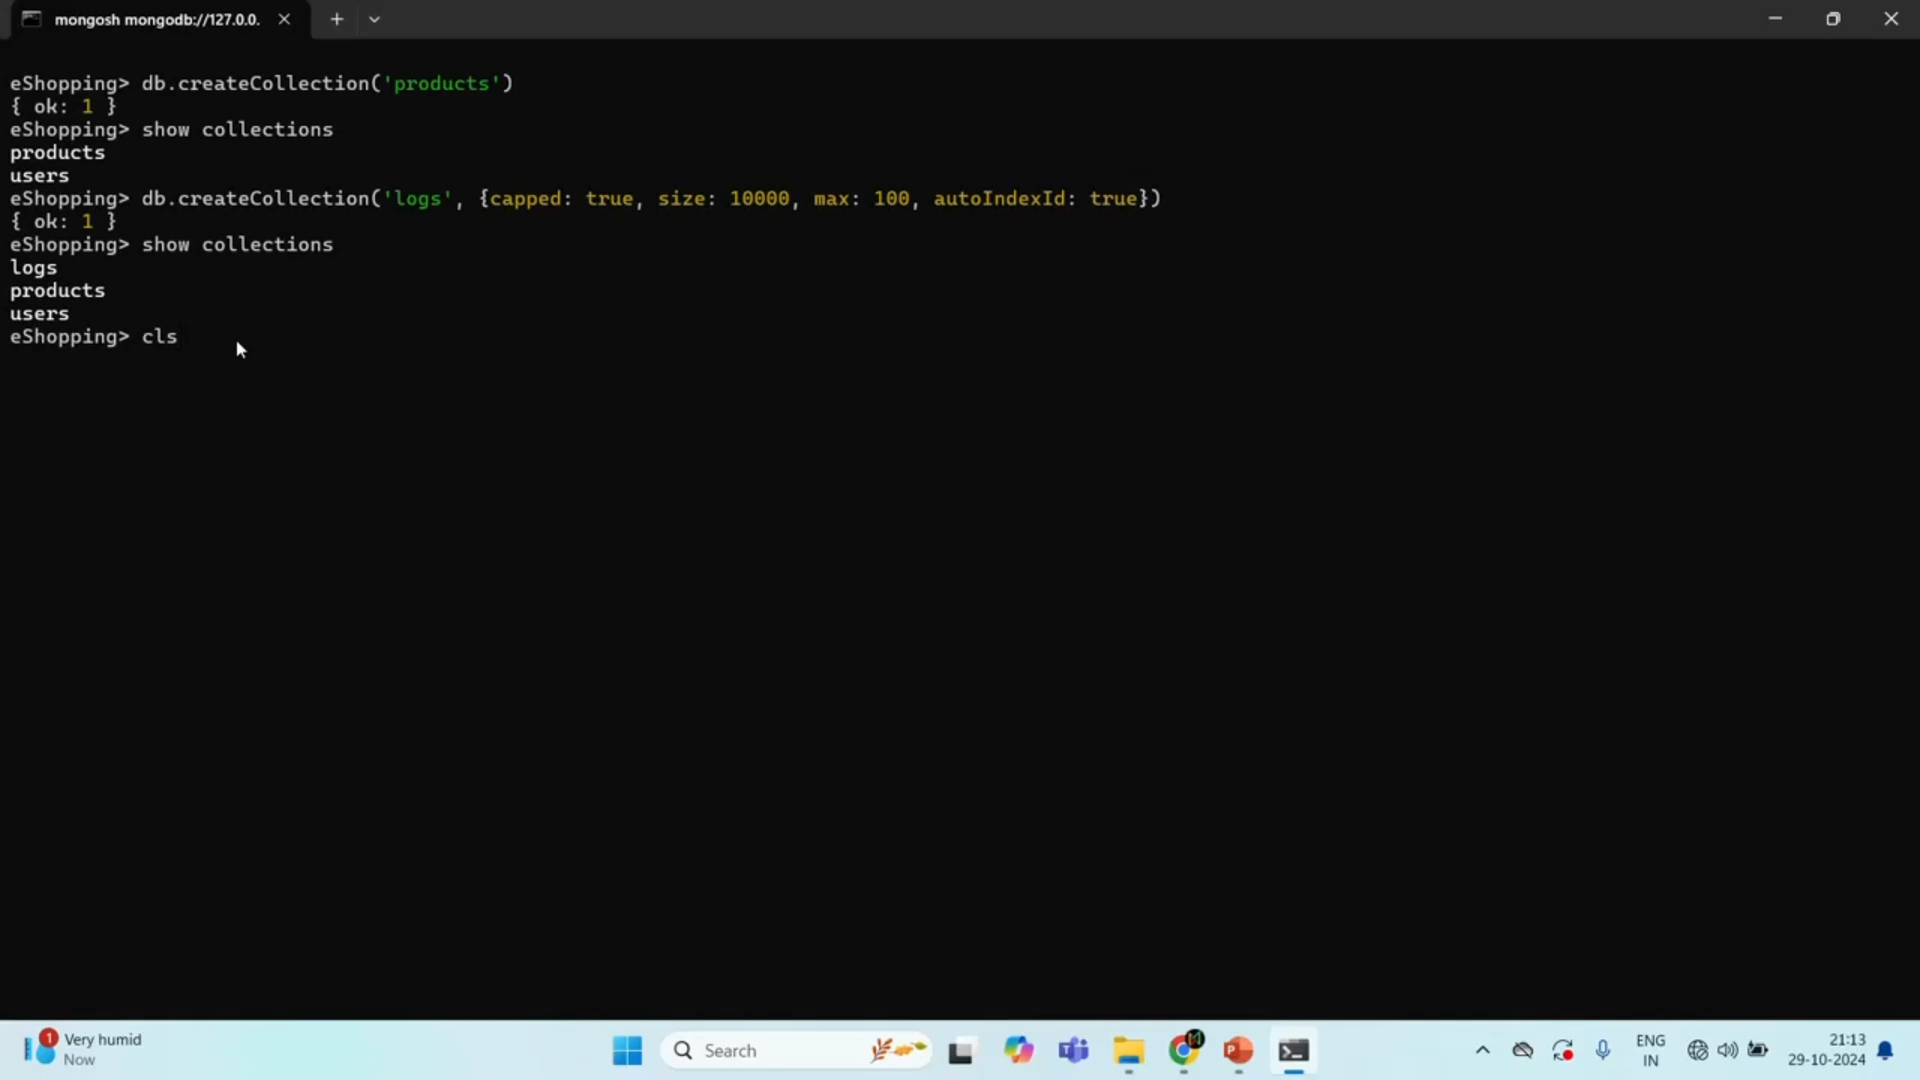 mongosh mongodb://127.0.0.
eShopping> db.createCollection('products')
{ ok: 1 }
eShopping> show collections
products
users
eShopping> db.createCollection('logs', {capped: true, size: 10000, max: 100, autoIndexId: true})
{ ok: 1 }
eShopping> show collections
logs
products
users
eShopping> cls
1
Very humid
Now
Search
ENG
IN
21:13
29-10-2024